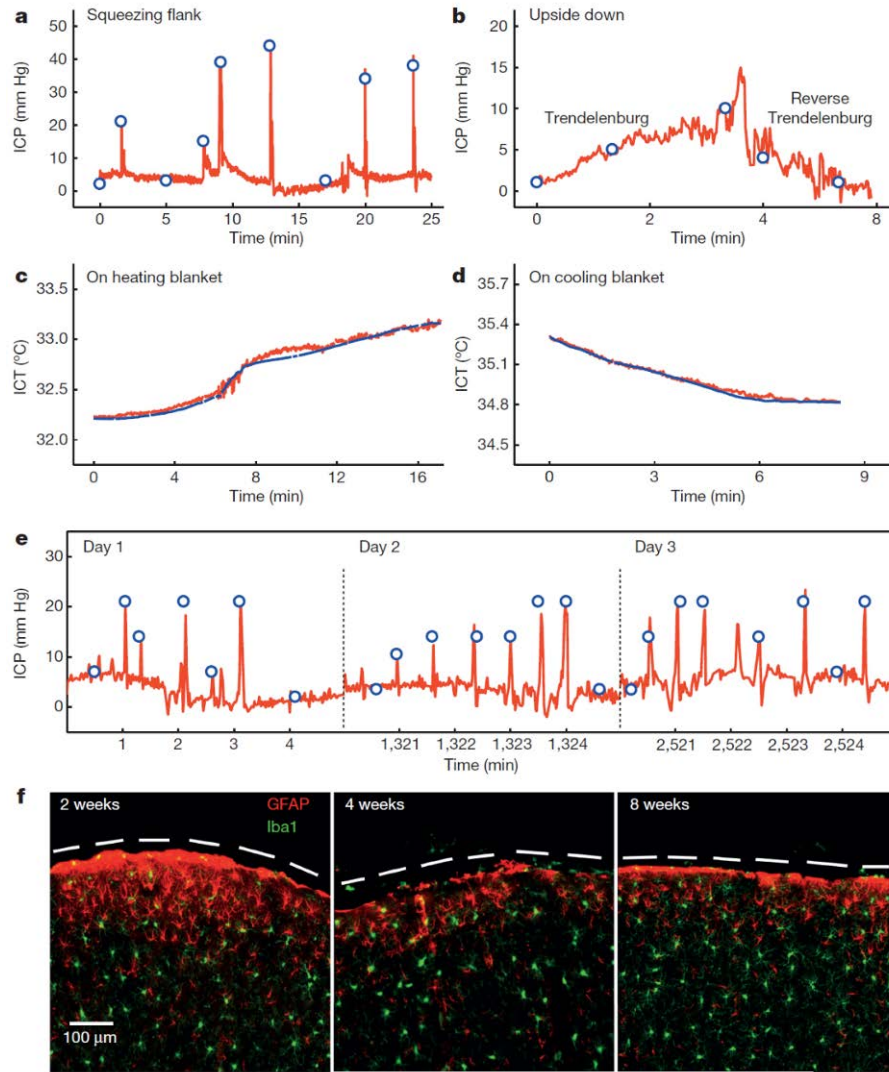 a Squeezing flank
50
40
30
20
10
0
ICP (mm Hg)
0 5 10 15 20 25
Time (min)
b Upside down
20
15
10
5
0
ICP (mm Hg)
Trendelenburg
Reverse
Trendelenburg
0 2 4 8
Time (min)
c On heating blanket
33.5
33.0
32.5
32.0
ICT (°C)
0 4 8 12 16
Time (min)
d On cooling blanket
35.7
35.4
35.1
34.8
34.5
ICT (°C)
0 3 6 9
Time (min)
e Day 1 Day 2 Day 3
30
20
10
0
ICP (mm Hg)
1 2 3 4 1,321 1,322 1,323 1,324 2,521 2,522 2,523 2,524
Time (min)
f 2 weeks GFAP 4 weeks 8 weeks
Iba1
100 µm